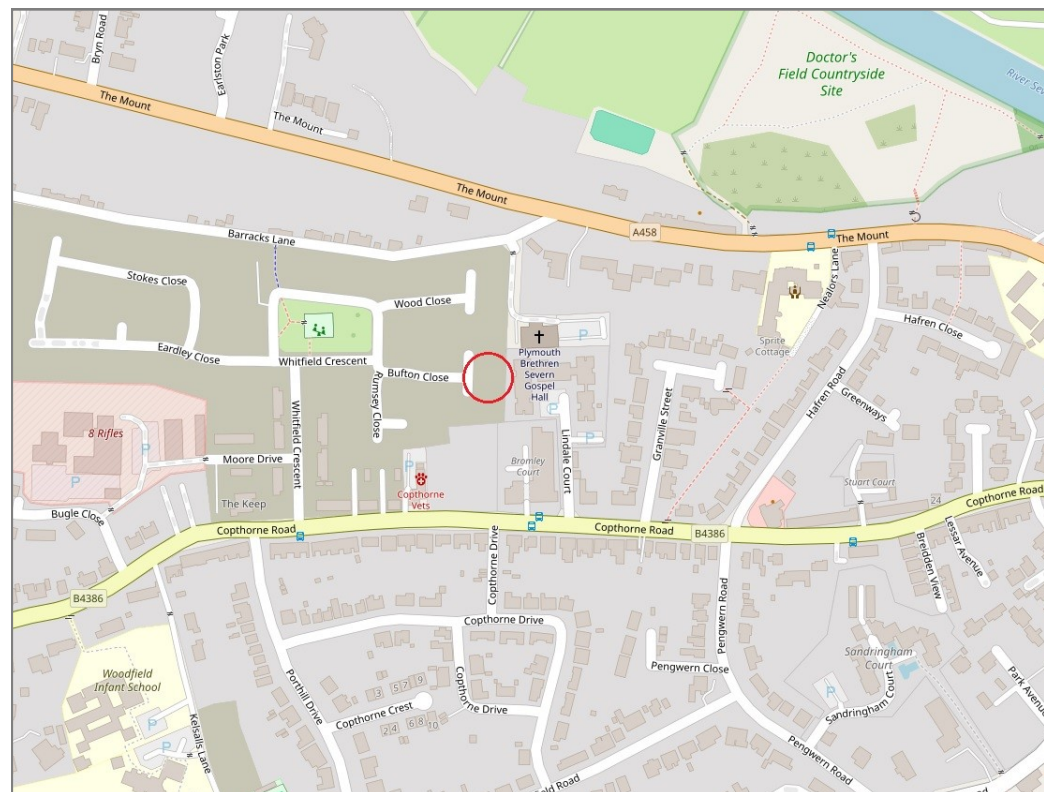 Bryn Road
Earlston Park
The Mount
The Mount
Doctor's
Field Countryside
Site
The Mount
A458
The Mount
Barracks Lane
Stokes Close
Wood Close
Nealors Lane
Hafren Close
Sprite
Cottage
Eardley Close
Whitfield Crescent
Bufton Close
Rumsey Close
Plymouth
Brethren
Severn
Gospel
Hall
P
Hafren Road
Greenways
Granville Street
Whitfield Crescent
8 Rifles
P
P
Moore Drive
The Keep
P
Copthorne
Vets
Bromley
Court
Lindale Court
P
P
Stuart Court
24
Copthorne Road
Bugle Close
Copthorne Road
Copthorne Road
B4386
Lessar Avenue
Breidden View
B4386
Copthorne Drive
Copthorne Drive
Pengwern Road
Pengwern Close
Sandringham
Court
Woodfield
Infant School
P
P
Kelsalls Lane
Porthill Drive
3
5
7
9
Copthorne Crest
2
4
6
8
10
Copthorne Drive
Copthorne Drive
P
Sandringham Court
Park Avenue
Pengwern Road